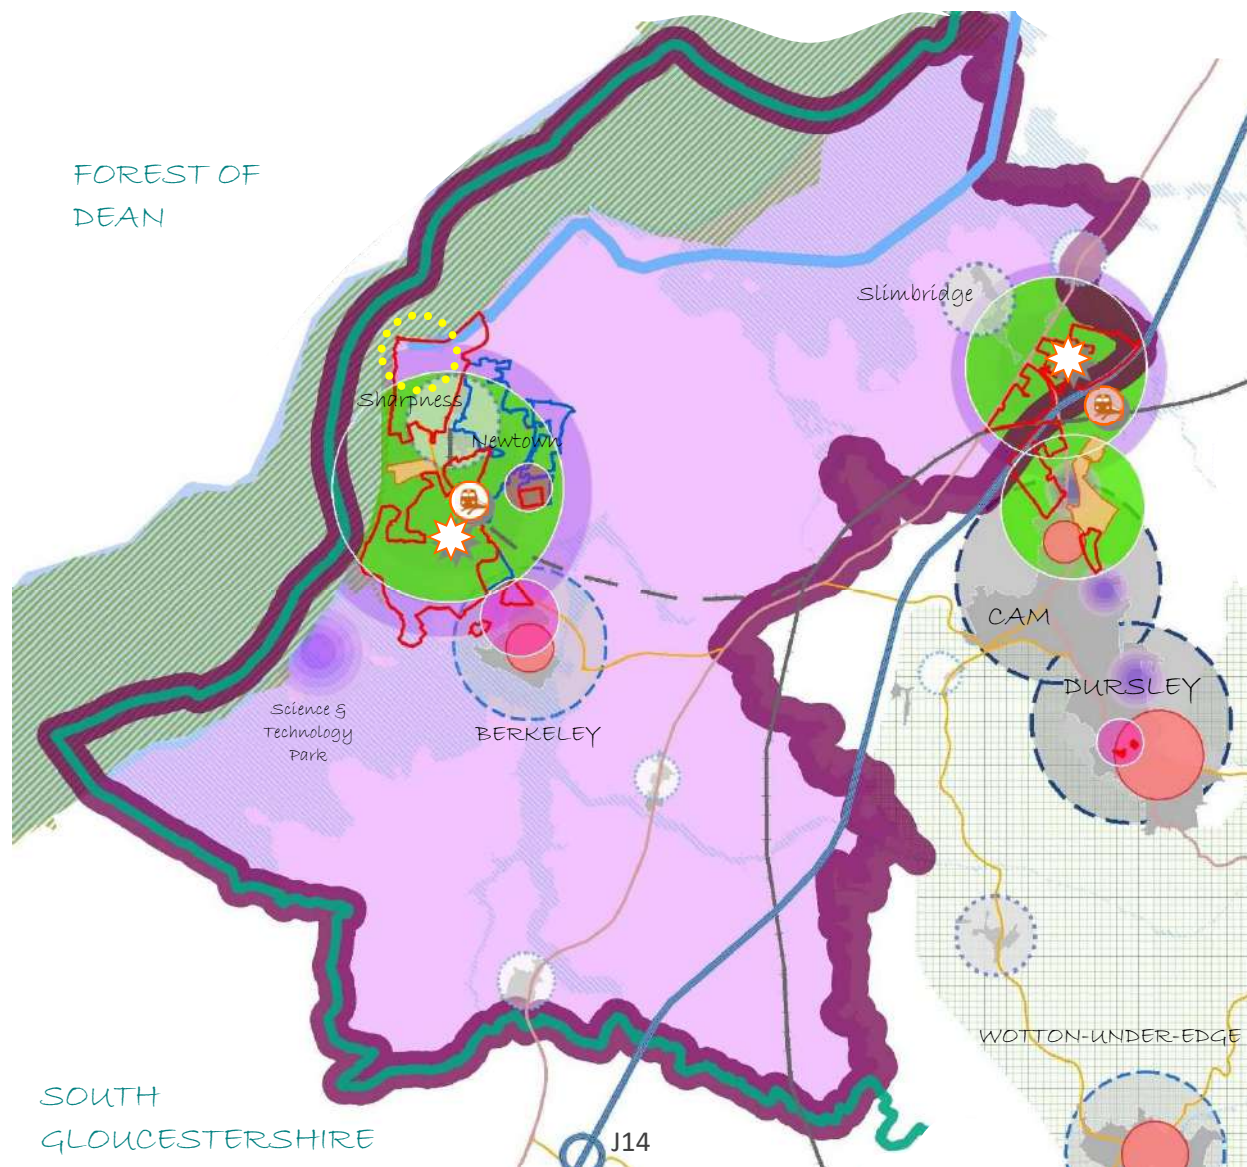 FOREST OF
DEAN
Slimbridge
Sharpness
Newtown
CAM
DURSLEY
Science &
Technology
Park
BERKELEY
WOTTON-UNDER-EDGE
SOUTH
GLOUCESTERSHIRE
J14